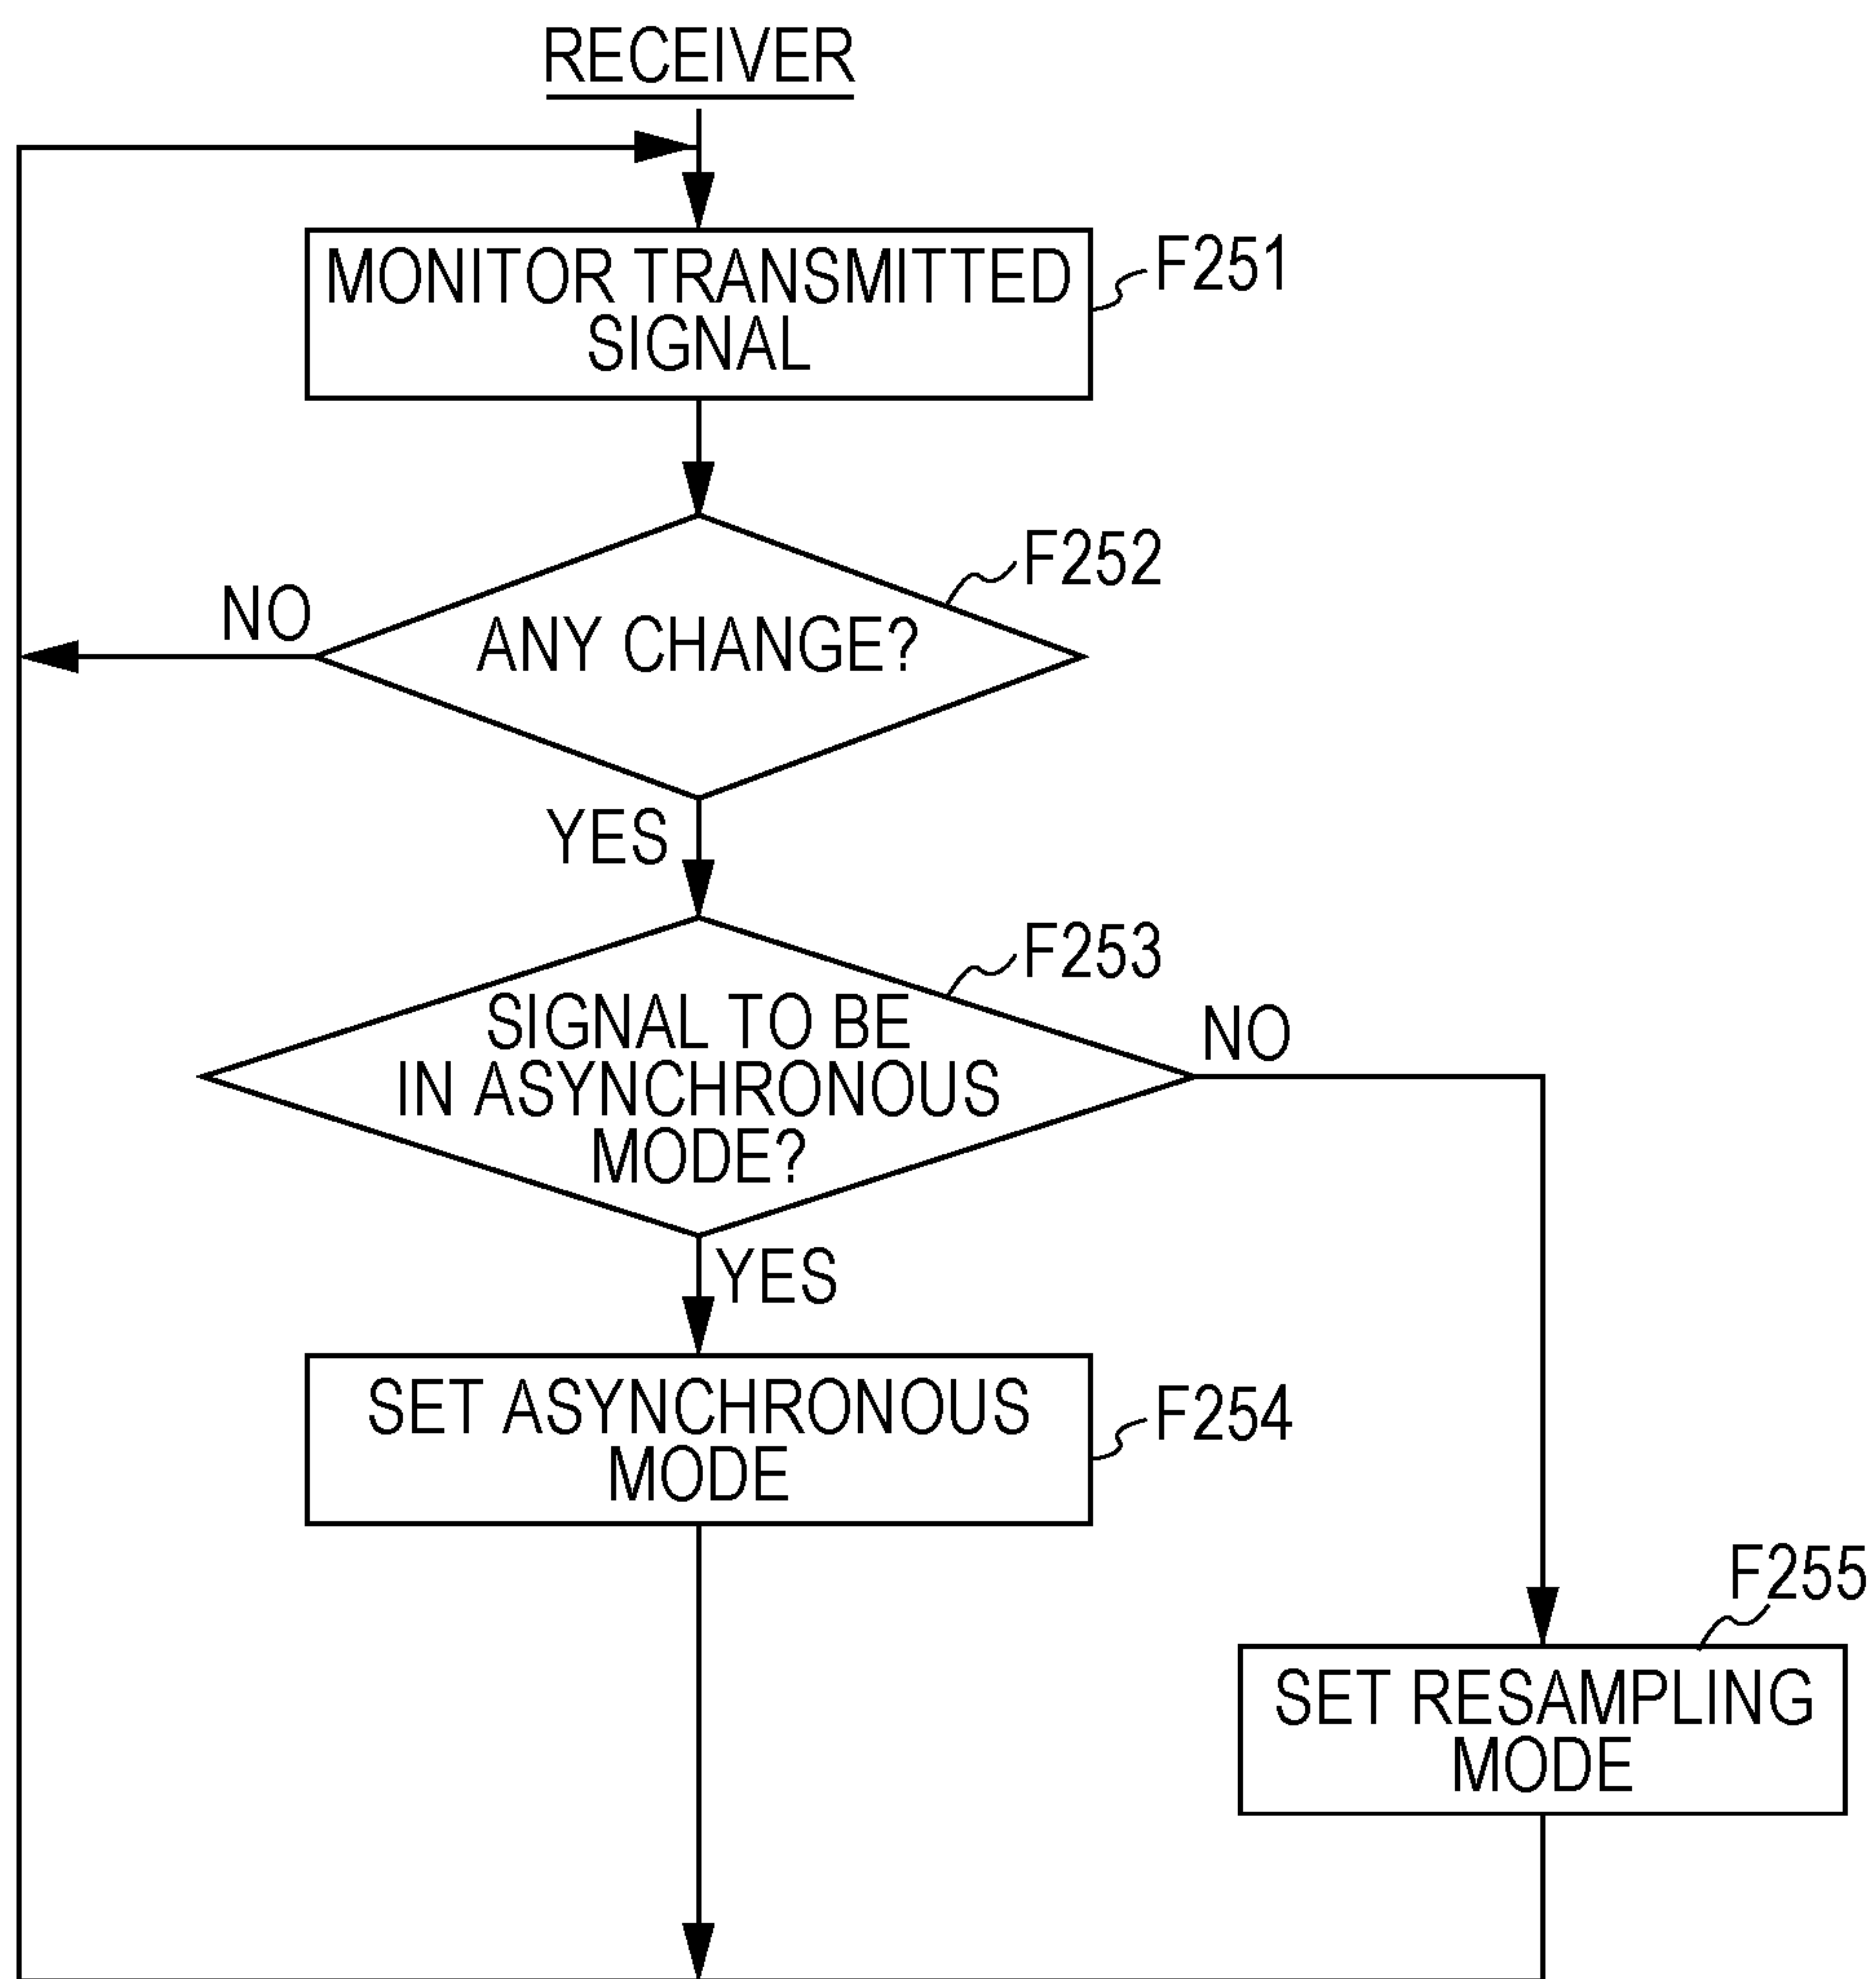 RECEIVER
MONITOR TRANSMITTED
SIGNAL
F251
F252
ANY CHANGE?
NO
YES
F253
SIGNAL TO BE
IN ASYNCHRONOUS
MODE?
NO
YES
SET ASYNCHRONOUS
MODE
F254
F255
SET RESAMPLING
MODE